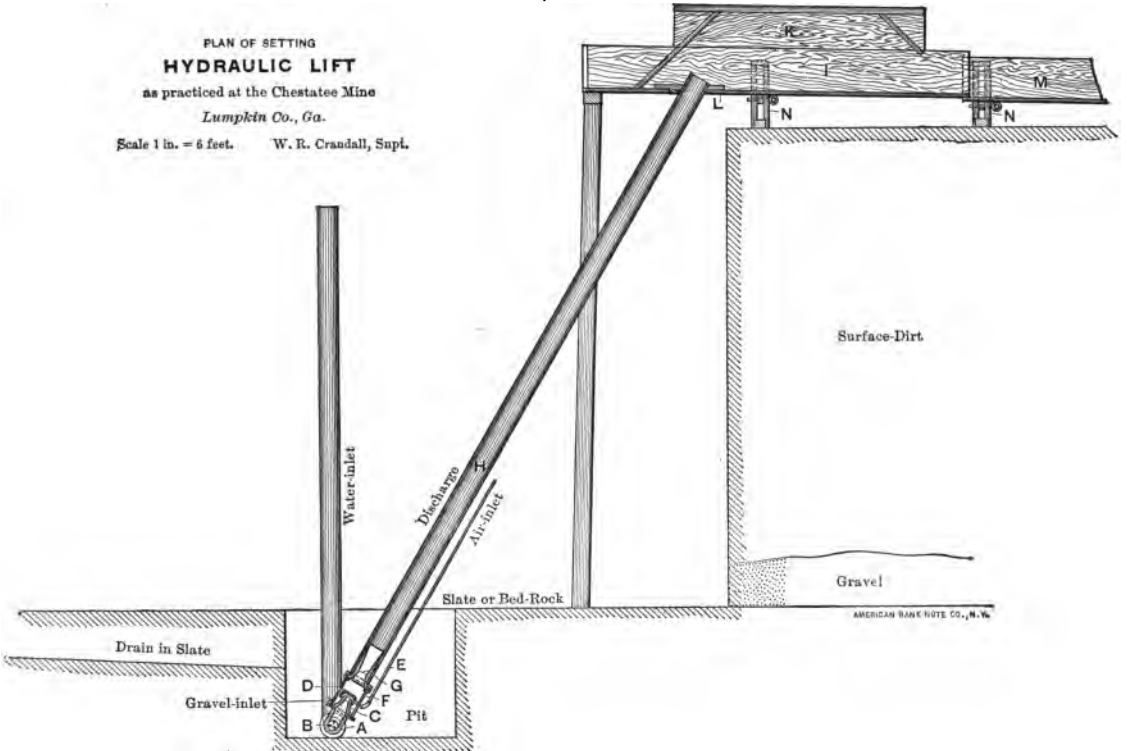 PLAN OF SETTING
HYDRAULIC LIFT
as practiced at the Chestatee Mine
Lumpkin Co., Ga.
Scale 1 in. = 6 feet. W. R. Crandall, Supt.
K
I
M
L
N
N
Surface-Dirt
Water-inlet
H
Discharge
Air-inlet
Gravel
Slate or Bed-Rock
AMERICAN BANK NOTE CO., N.Y.
Drain in Slate
E
D
G
Gravel-inlet
F
C
Pit
B
A